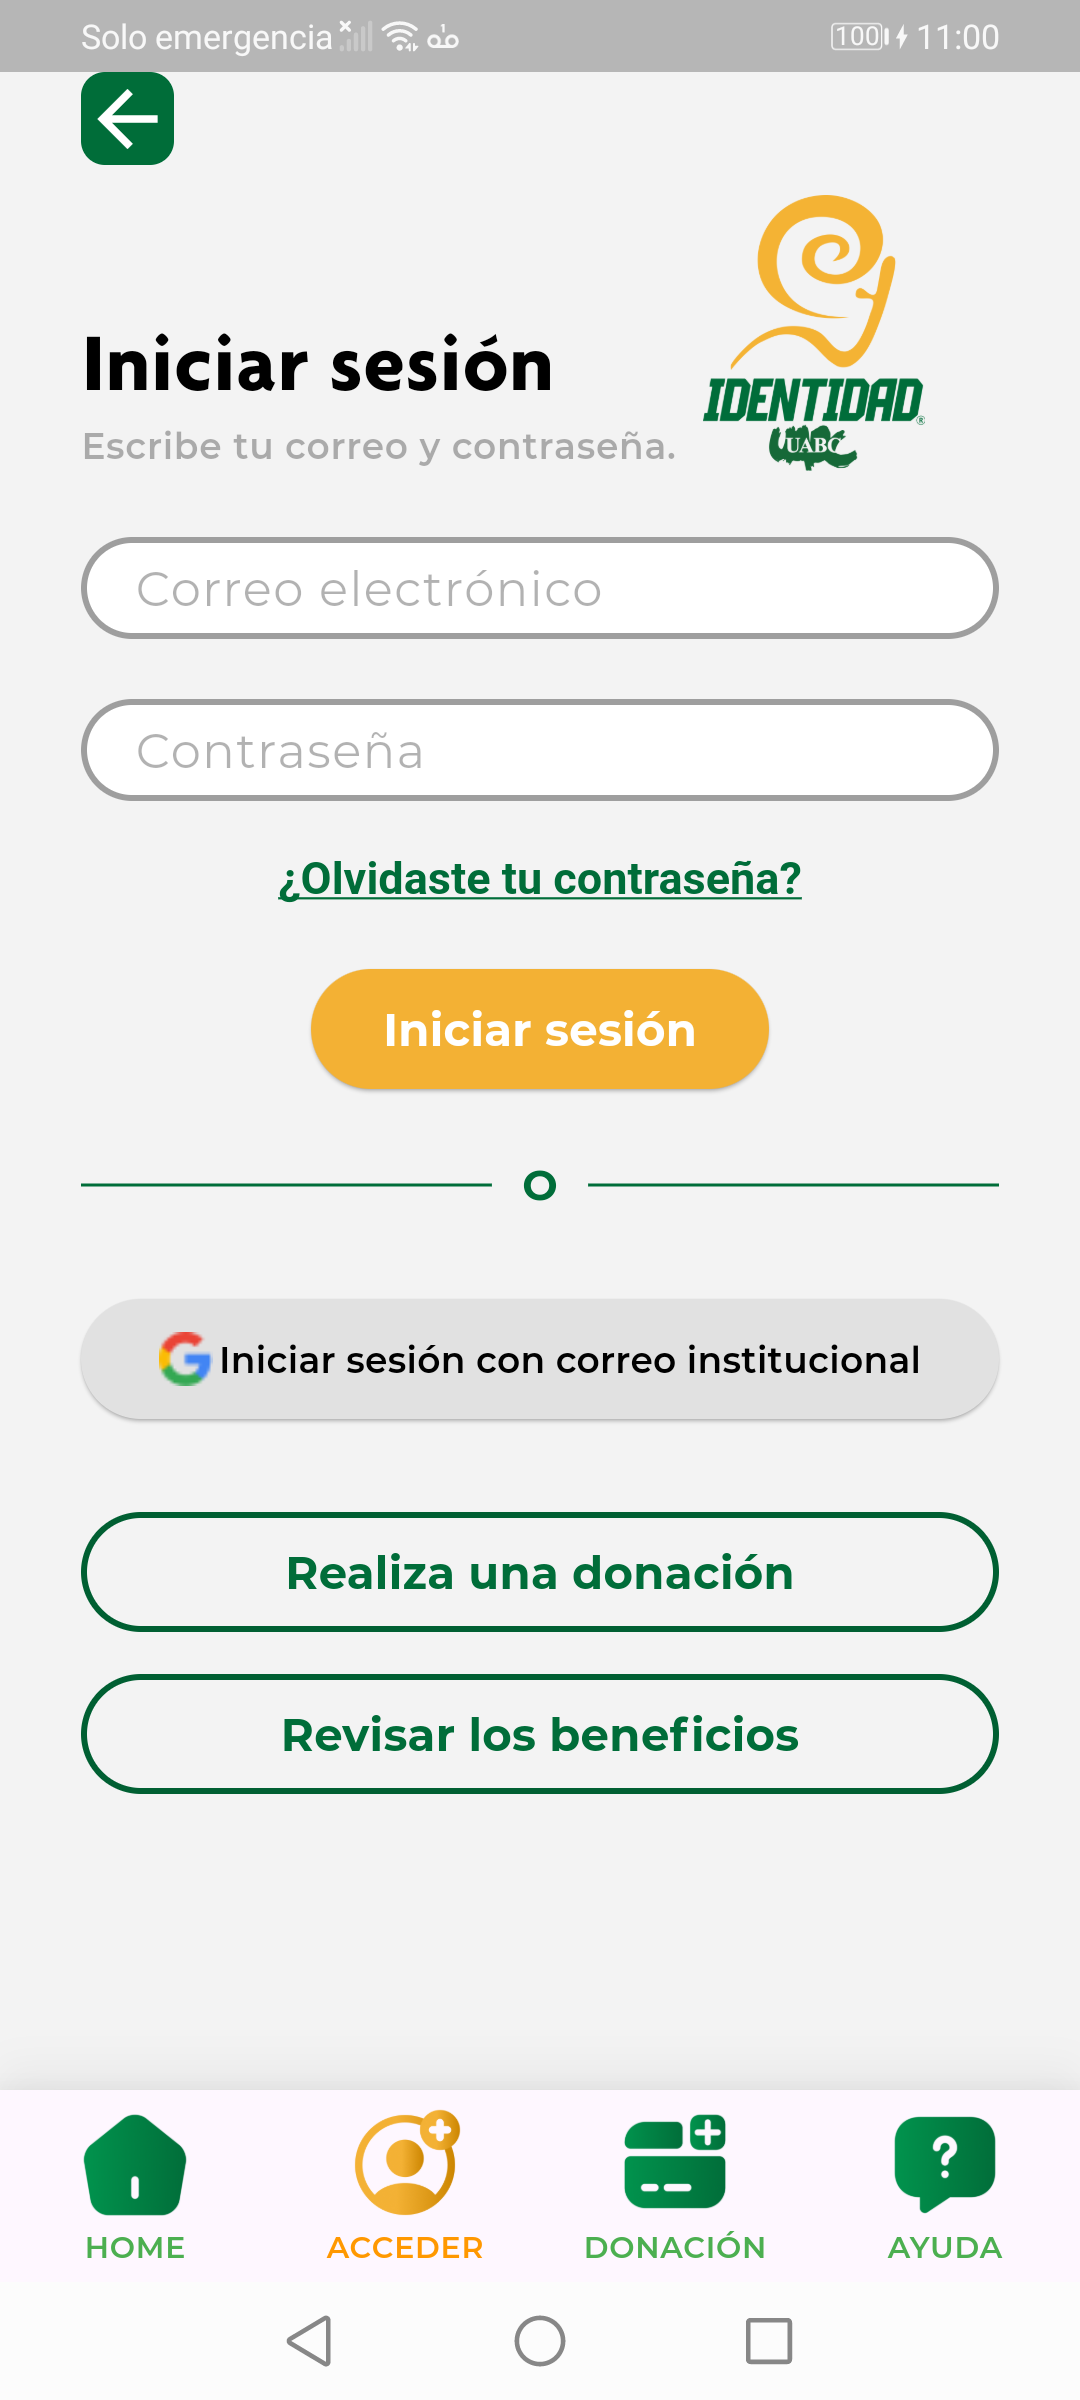 Solo emergencia
100
11:00
Iniciar sesión
Escribe tu correo y contraseña.
IDENTIDAD
®
UABC
Correo electrónico
Contraseña
¿Olvidaste tu contraseña?
Iniciar sesión
O
Iniciar sesión con correo institucional
Realiza una donación
Revisar los beneficios
HOME
ACCEDER
DONACIÓN
AYUDA